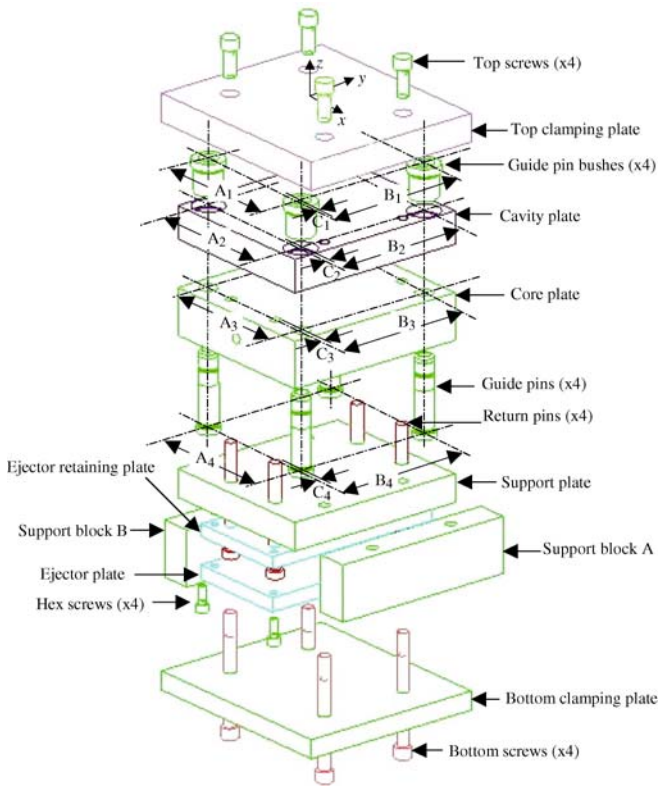 z
y
Top screws (x4)
x
Top clamping plate
Guide pin bushes (x4)
A1
B1
C1
Cavity plate
A2
B2
C2
Core plate
A3
B3
C3
Guide pins (x4)
Return pins (x4)
A4
B4
C4
Ejector retaining plate
Support plate
Support block B
Support block A
Ejector plate
Hex screws (x4)
Bottom clamping plate
Bottom screws (x4)